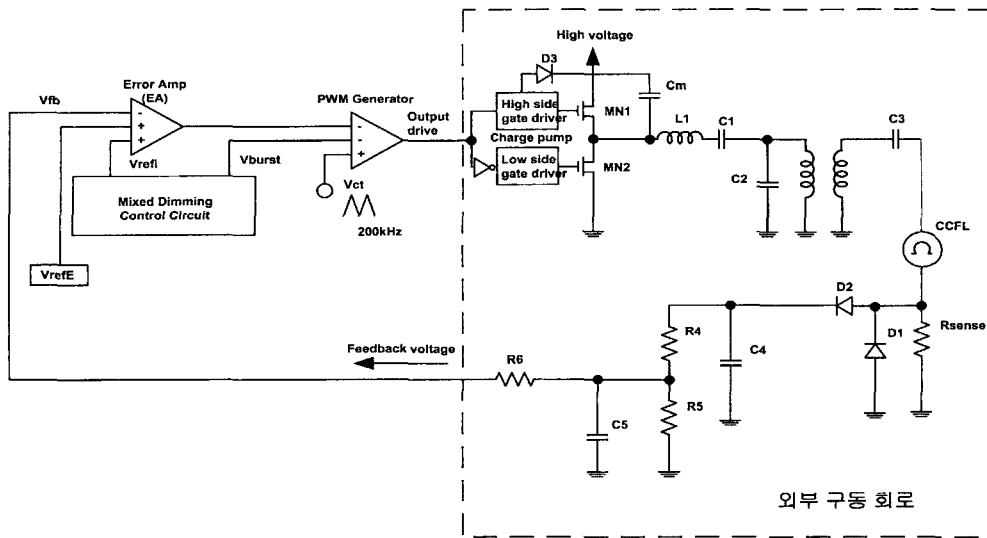 High voltage
D3
Error Amp
(EA)
Cm
Vfb
PWM Generator
High side
gate driver
MN1
Output
drive
L1
C1
C3
Charge pump
Low side
gate driver
MN2
VrefI
Vburst
C2
Vct
Mixed Dimming
Control Circuit
200kHz
CCFL
VrefE
D2
R4
D1
Rsense
Feedback voltage
R6
C4
R5
C5
외부 구동 회로